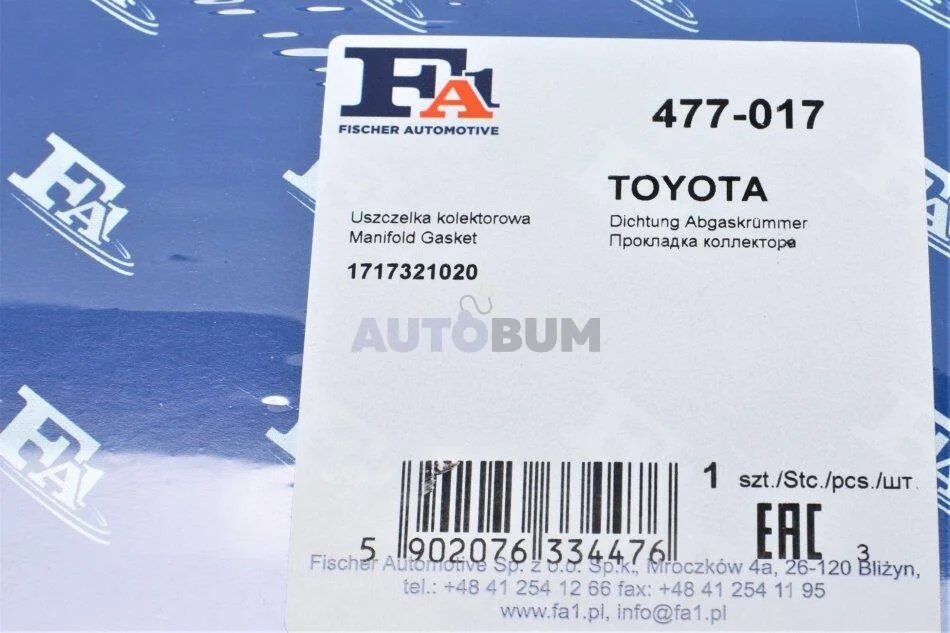 FA1
FISCHER AUTOMOTIVE
477-017
TOYOTA
Uszczelka kolektorowa
Manifold Gasket
Dichtung Abgaskrümmer
Прокладка коллектора
1717321020
AUTOBUM
1 szt./Stc./pcs./шт.
EAC 3
5 902076 334476
Fischer Automotive Sp. z o.o. Sp.k., Mroczków 4a, 26-120 Bliżyn,
tel.: +48 41 254 12 66 fax: +48 41 254 11 95
www.fa1.pl, info@fa1.pl
FA1
FA1